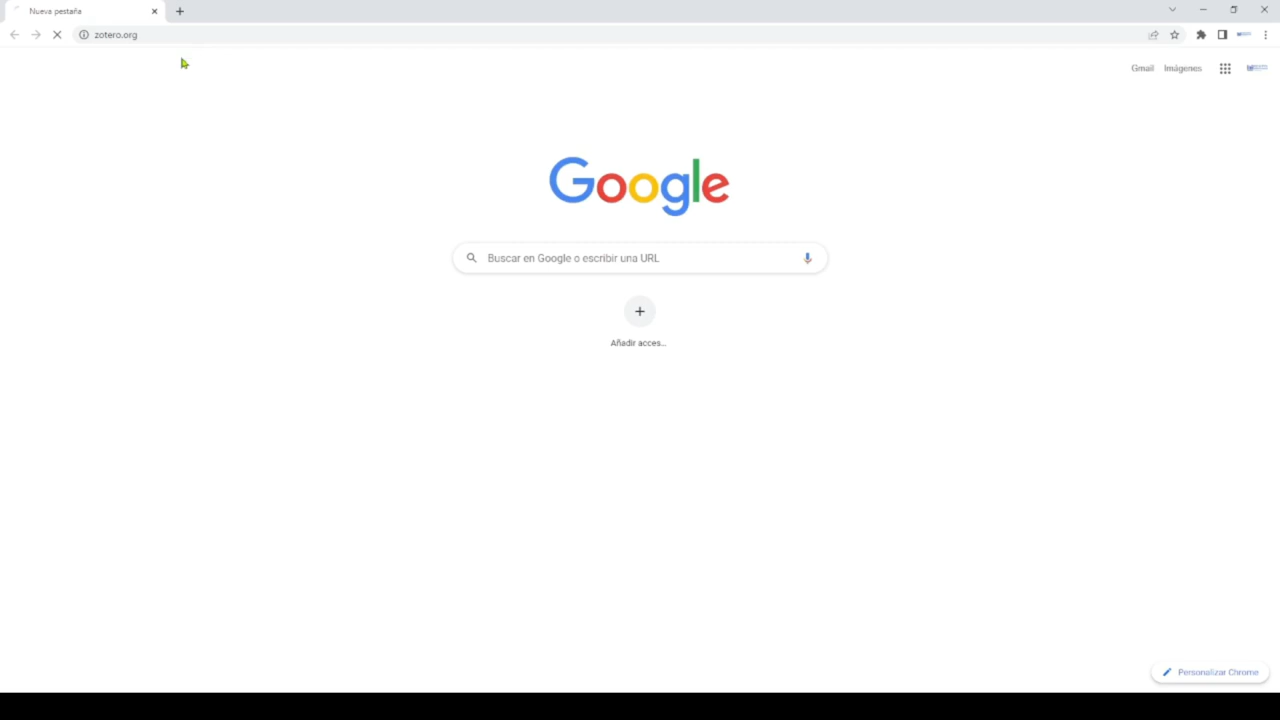 Nueva pestaña
zotero.org
Gmail Imágenes
Google
Buscar en Google o escribir una URL
Añadir acces...
Personalizar Chrome